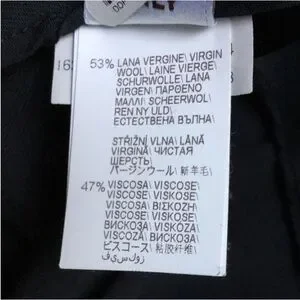 53% LANA VERGINE\ VIRGIN
WOOL\ LAINE VIERGE\
SCHURWOLLE\ LANA
VIRGEN\ ΠΑΡΘΕΝΟ
ΜΑΛΛΙ\ SCHEERWOL\
REN NY ULD\
ЕСТЕСТВЕНА ВЪЛНА\
STŘIŽNÍ VLNA\ LÂNĂ
VIRGINĂ\ ЧИСТАЯ
ШЕРСТЬ\
バージンウール\ 新羊毛\
47% VISCOSA\ VISCOSE\
VISCOSE\ VISKOSE\
VISCOSA\ ΒΙΣΚΟΖΗ\
VISCOSE\ VISKOSE\
ВИСКОЗА\ VISKÓZA\
VISCOZĂ\ ВИСКОЗА\
ビスコース\ 粘胶纤维\